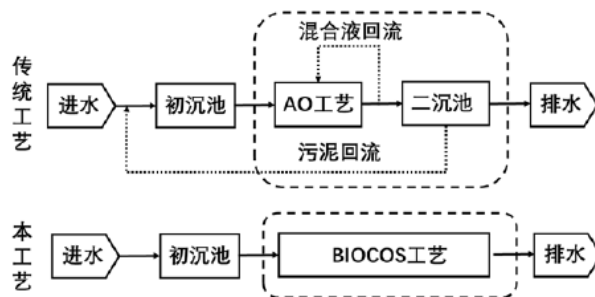 传统工艺
混合液回流
进水
初沉池
AO工艺
二沉池
排水
污泥回流
本工艺
进水
初沉池
BIOCOS工艺
排水